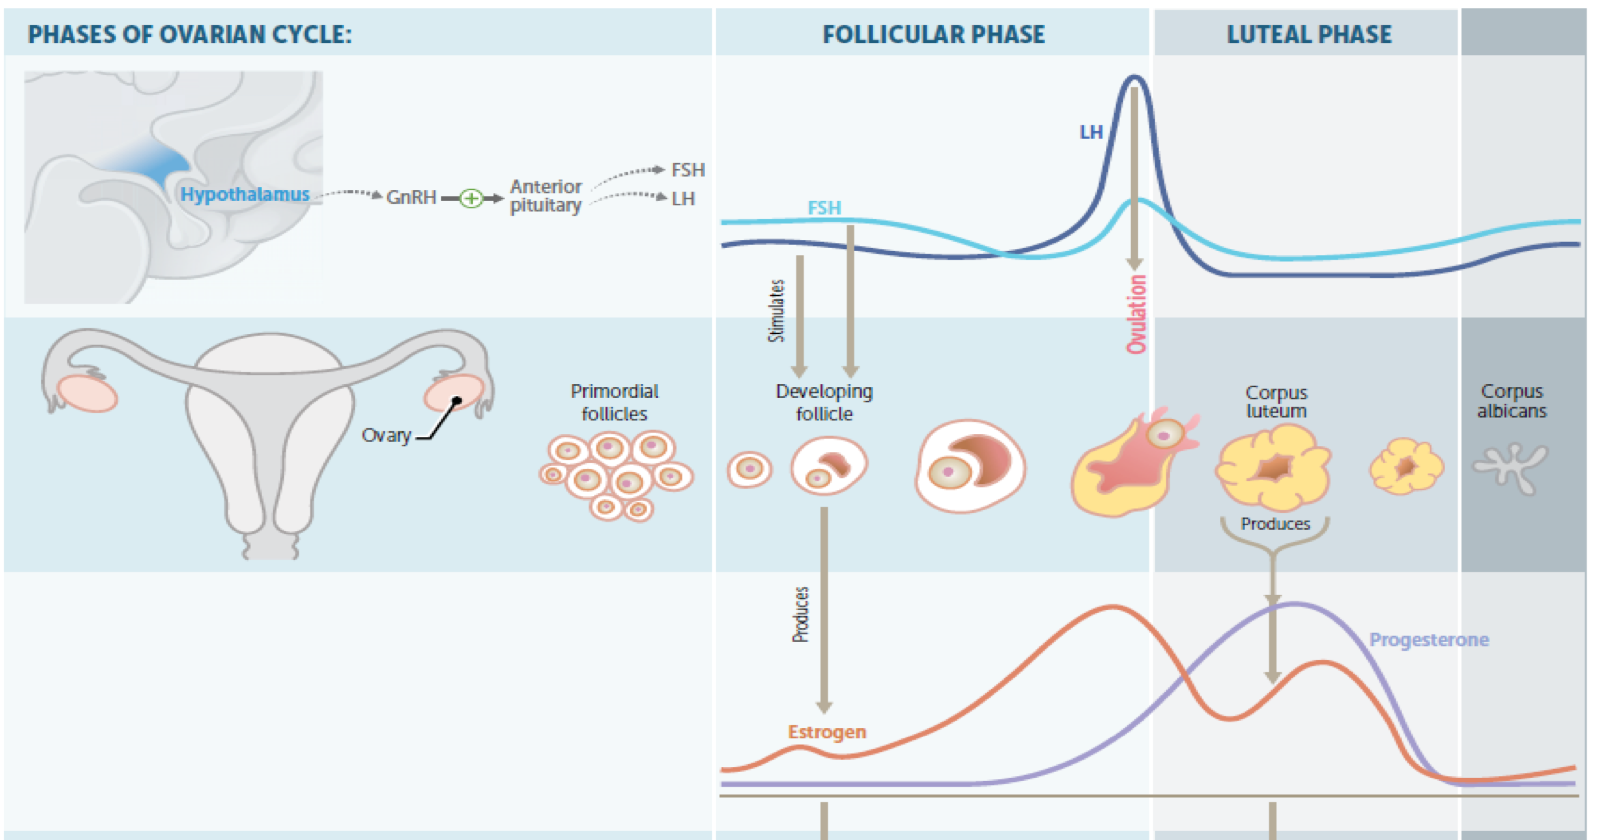 PHASES OF OVARIAN CYCLE:
FOLLICULAR PHASE
LUTEAL PHASE
LH
Hypothalamus
GnRH
+
Anterior
pituitary
FSH
LH
FSH
Stimulates
Ovulation
Ovary
Primordial
follicles
Developing
follicle
Corpus
luteum
Corpus
albicans
Produces
Produces
Estrogen
Progesterone